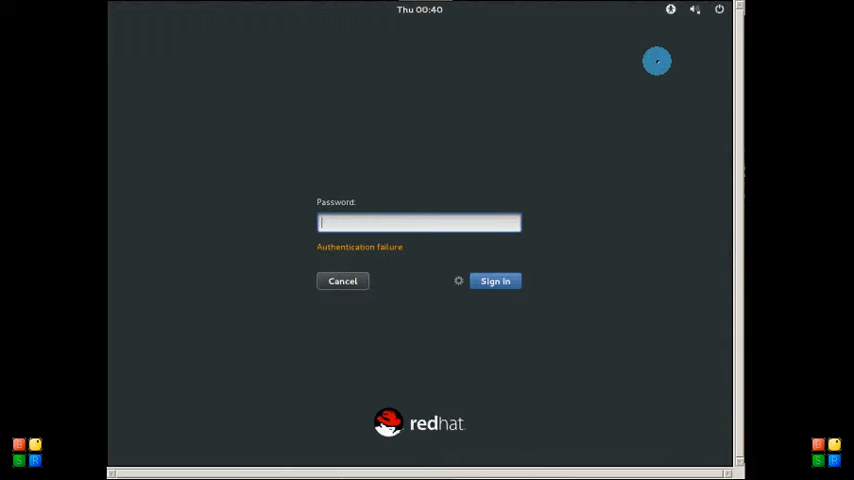 Thu 00:40
Password:
Authentication failure
Cancel
Sign In
redhat.
B
S R
B
S R